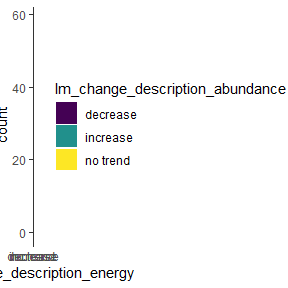 60
lm_change_description_abundance
40
count
decrease
increase
20
no trend
0
e_description_energy